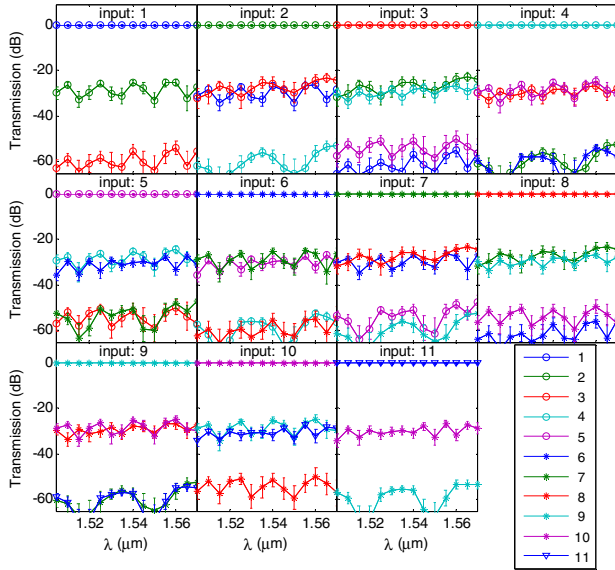 input: 1 input: 2 input: 3 input: 4
Transmission (dB)
0
-20
-40
-60
input: 5 input: 6 input: 7 input: 8
Transmission (dB)
0
-20
-40
-60
input: 9 input: 10 input: 11
Transmission (dB)
0
-20
-40
-60
1.52 1.54 1.56 1.52 1.54 1.56 1.52 1.54 1.56
λ (μm) λ (μm) λ (μm)
1
2
3
4
5
6
7
8
9
10
11